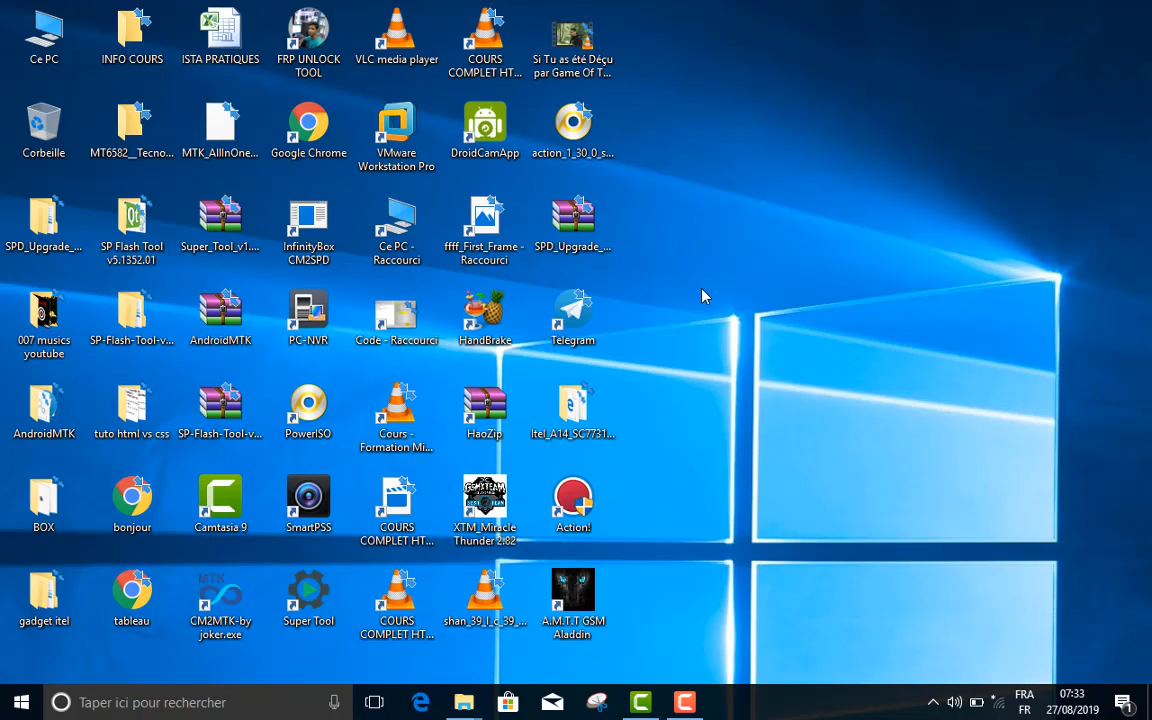 Ce PC
INFO COURS
ISTA PRATIQUES
FRP UNLOCK
TOOL
VLC media player
COURS
COMPLET HT...
Si Tu as été Déçu
par Game Of T...
Corbeille
MT6582__Tecno...
MTK_AllInOne...
Google Chrome
VMware
Workstation Pro
DroidCamApp
action_1_30_0_s...
SPD_Upgrade_...
SP Flash Tool
v5.1352.01
Super_Tool_v1....
InfinityBox
CM2SPD
Ce PC -
Raccourci
ffff_First_Frame -
Raccourci
SPD_Upgrade_...
007 musics
youtube
SP-Flash-Tool-v...
AndroidMTK
PC-NVR
Code - Raccourci
HandBrake
Telegram
AndroidMTK
tuto html vs css
SP-Flash-Tool-v...
PowerISO
Cours -
Formation Mi...
HaoZip
Itel_A14_SC7731...
BOX
bonjour
Camtasia 9
SmartPSS
COURS
COMPLET HT...
XTM_Miracle
Thunder 2.82
Action!
gadget itel
tableau
MTK
CM2MTK-by
joker.exe
Super Tool
COURS
COMPLET HT...
shan_39_l_c_39_...
A.M.T.T GSM
Aladdin
Taper ici pour rechercher
FRA
FR
07:33
27/08/2019
1